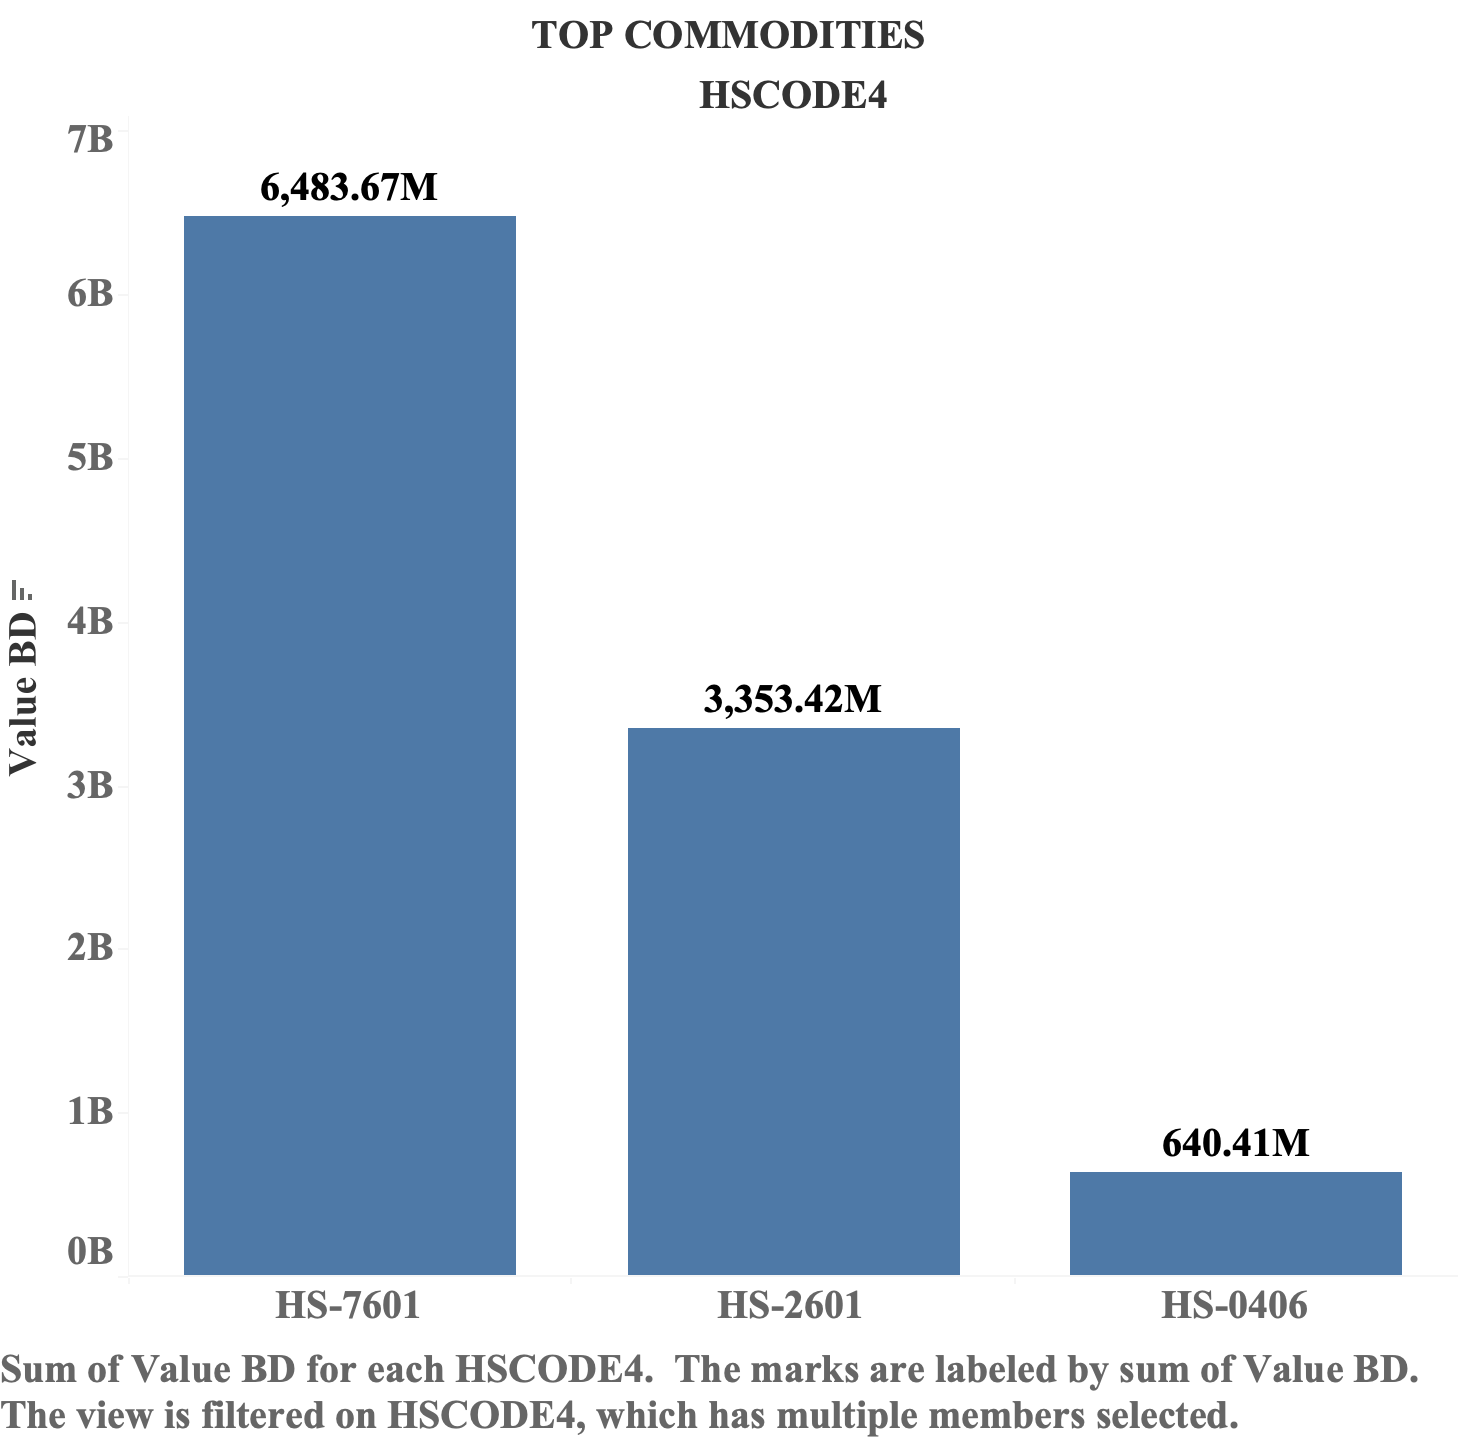 TOP COMMODITIES
HSCODE4
7B
6,483.67M
6B
5B
4B
Value BD
3,353.42M
3B
2B
1B
640.41M
0B
HS-7601 HS-2601 HS-0406
Sum of Value BD for each HSCODE4.  The marks are labeled by sum of Value BD.
The view is filtered on HSCODE4, which has multiple members selected.